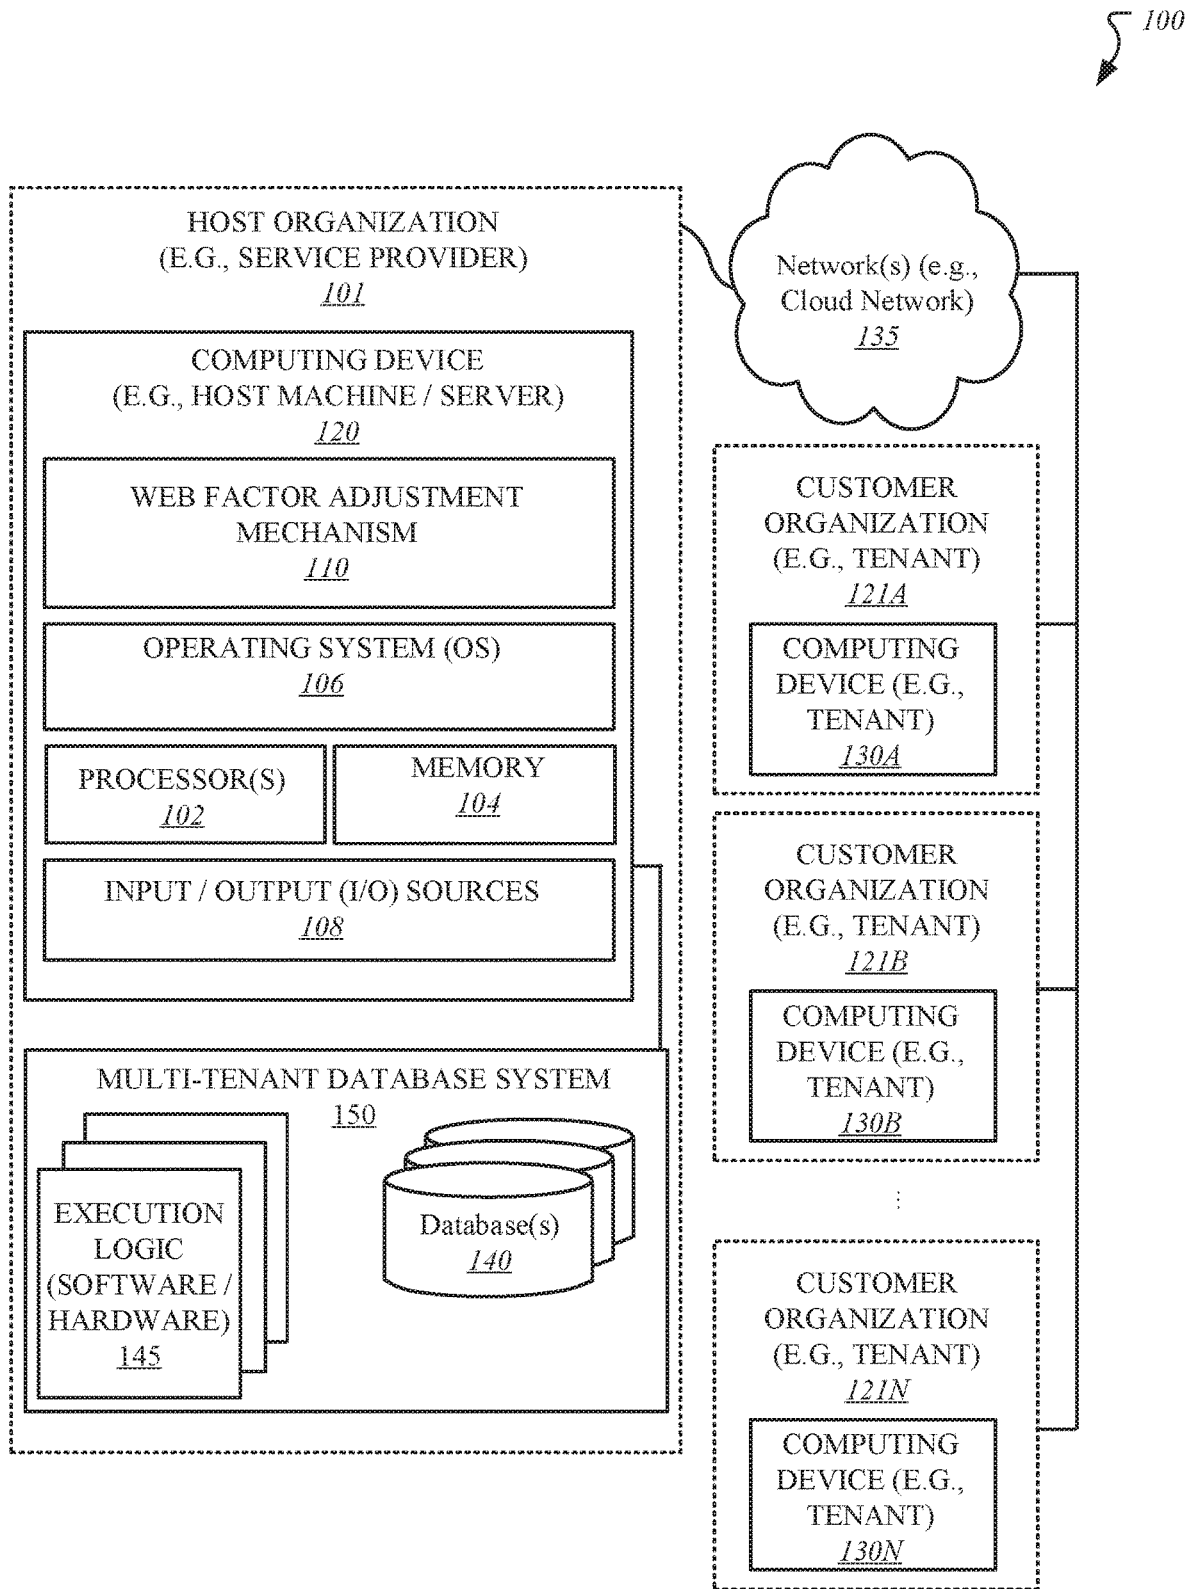 100
HOST ORGANIZATION
(E.G., SERVICE PROVIDER)
101
COMPUTING DEVICE
(E.G., HOST MACHINE / SERVER)
120
WEB FACTOR ADJUSTMENT
MECHANISM
110
OPERATING SYSTEM (OS)
106
PROCESSOR(S)
102
MEMORY
104
INPUT / OUTPUT (I/O) SOURCES
108
MULTI-TENANT DATABASE SYSTEM
150
EXECUTION
LOGIC
(SOFTWARE /
HARDWARE)
145
Database(s)
140
Network(s) (e.g.,
Cloud Network)
135
CUSTOMER
ORGANIZATION
(E.G., TENANT)
121A
COMPUTING
DEVICE (E.G.,
TENANT)
130A
CUSTOMER
ORGANIZATION
(E.G., TENANT)
121B
COMPUTING
DEVICE (E.G.,
TENANT)
130B
⋮
CUSTOMER
ORGANIZATION
(E.G., TENANT)
121N
COMPUTING
DEVICE (E.G.,
TENANT)
130N